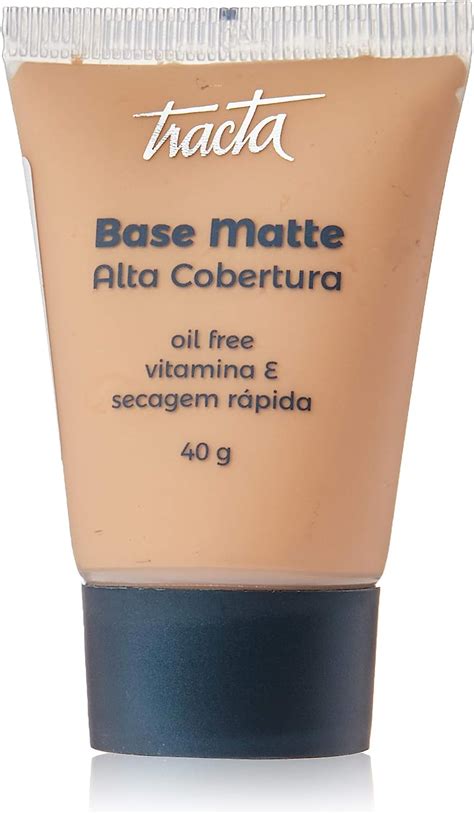 Tracta
Base Matte
Alta Cobertura
oil free
vitamina E
secagem rápida
40 g